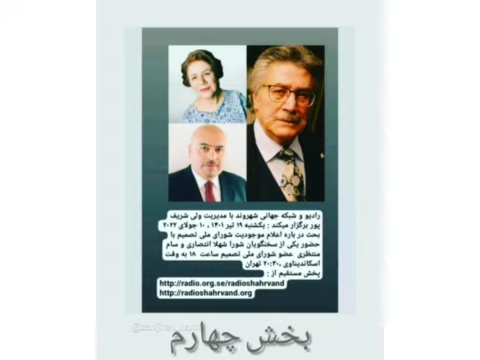 رادیو و شبکه جهانی شهروند با مدیریت ولی شریف
پور برگزار میکند : یکشنبه ۱۹ تیر ۱۴۰۱ ، ۱۰ جولای ۲۰۲۲
بحث در باره اعلام موجودیت شورای ملی تصمیم با
حضور یکی از سخنگویان شورا شهلا انتصاری و سام
منتظری عضو شورای ملی تصمیم ساعت ۱۸ به وقت
اسکاندیناوی ،۲۰:۳۰ تهران
پخش مستقیم از :
http://radio.org.se/radioshahrvand
http://radioshahrvand.org
بخش چهارم